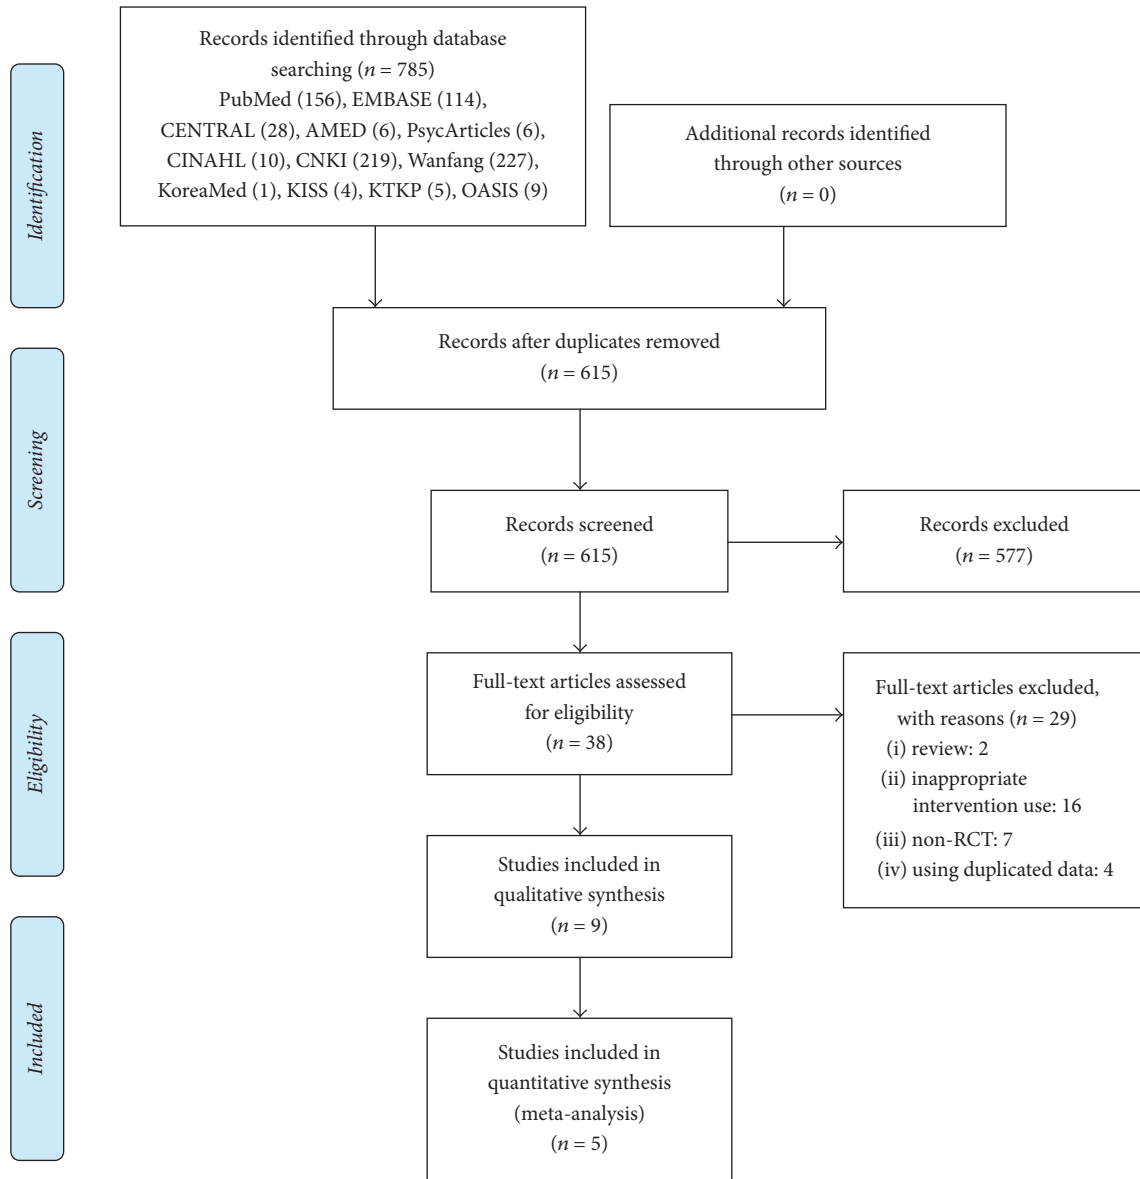 Identification
Records identified through database
searching (n = 785)
PubMed (156), EMBASE (114),
CENTRAL (28), AMED (6), PsycArticles (6),
CINAHL (10), CNKI (219), Wanfang (227),
KoreaMed (1), KISS (4), KTKP (5), OASIS (9)
Additional records identified
through other sources
(n = 0)
Records after duplicates removed
(n = 615)
Screening
Records screened
(n = 615)
Records excluded
(n = 577)
Eligibility
Full-text articles assessed
for eligibility
(n = 38)
Full-text articles excluded,
with reasons (n = 29)
(i) review: 2
(ii) inappropriate
intervention use: 16
(iii) non-RCT: 7
(iv) using duplicated data: 4
Studies included in
qualitative synthesis
(n = 9)
Included
Studies included in
quantitative synthesis
(meta-analysis)
(n = 5)